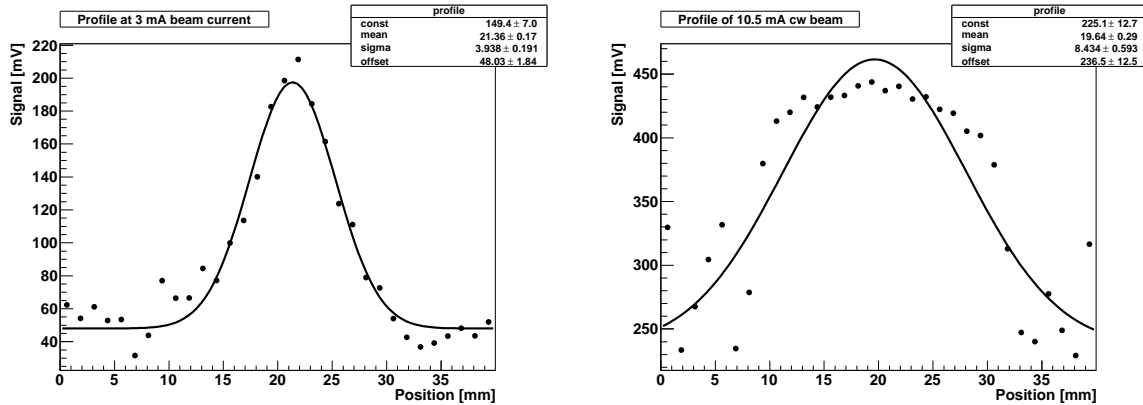 Profile at 3 mA beam current
profile
const 149.4 ± 7.0
mean 21.36 ± 0.17
sigma 3.938 ± 0.191
offset 48.03 ± 1.84
Signal [mV]
220
200
180
160
140
120
100
80
60
40
0 5 10 15 20 25 30 35
Position [mm]
Profile of 10.5 mA cw beam
profile
const 225.1 ± 12.7
mean 19.64 ± 0.29
sigma 8.434 ± 0.593
offset 236.5 ± 12.5
Signal [mV]
450
400
350
300
250
0 5 10 15 20 25 30 35
Position [mm]